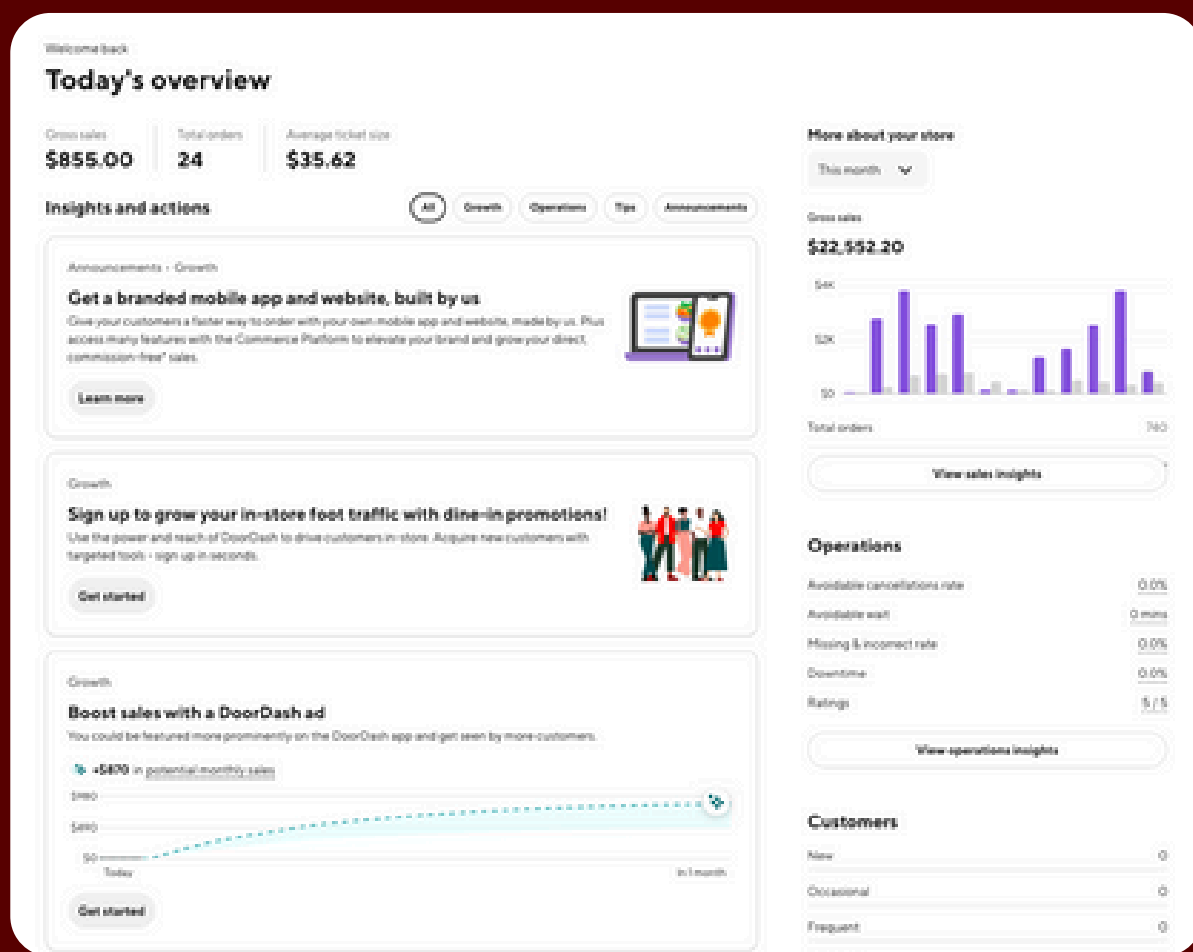 Welcome back
Today's overview
Gross sales
$855.00
Total orders
24
Average ticket size
$35.62
Insights and actions
All
Growth
Operations
Tips
Announcements
Announcements • Growth
Get a branded mobile app and website, built by us
Give your customers a faster way to order with your own mobile app and website, made by us. Plus
access many features with the Commerce Platform to elevate your brand and grow your direct,
commission-free* sales.
Learn more
Growth
Sign up to grow your in-store foot traffic with dine-in promotions!
Use the power and reach of DoorDash to drive customers in-store. Acquire new customers with
targeted tools - sign up in seconds.
Get started
Growth
Boost sales with a DoorDash ad
You could be featured more prominently on the DoorDash app and get seen by more customers.
+$870 in potential monthly sales
$0
Today
In 1 month
Get started
More about your store
This month
Gross sales
$22,552.20
$4K
$2K
$0
Total orders
740
View sales insights
Operations
Avoidable cancellations rate
0.0%
Avoidable wait
0 mins
Missing & incorrect rate
0.0%
Downtime
0.0%
Ratings
5 / 5
View operations insights
Customers
New
0
Occasional
0
Frequent
0